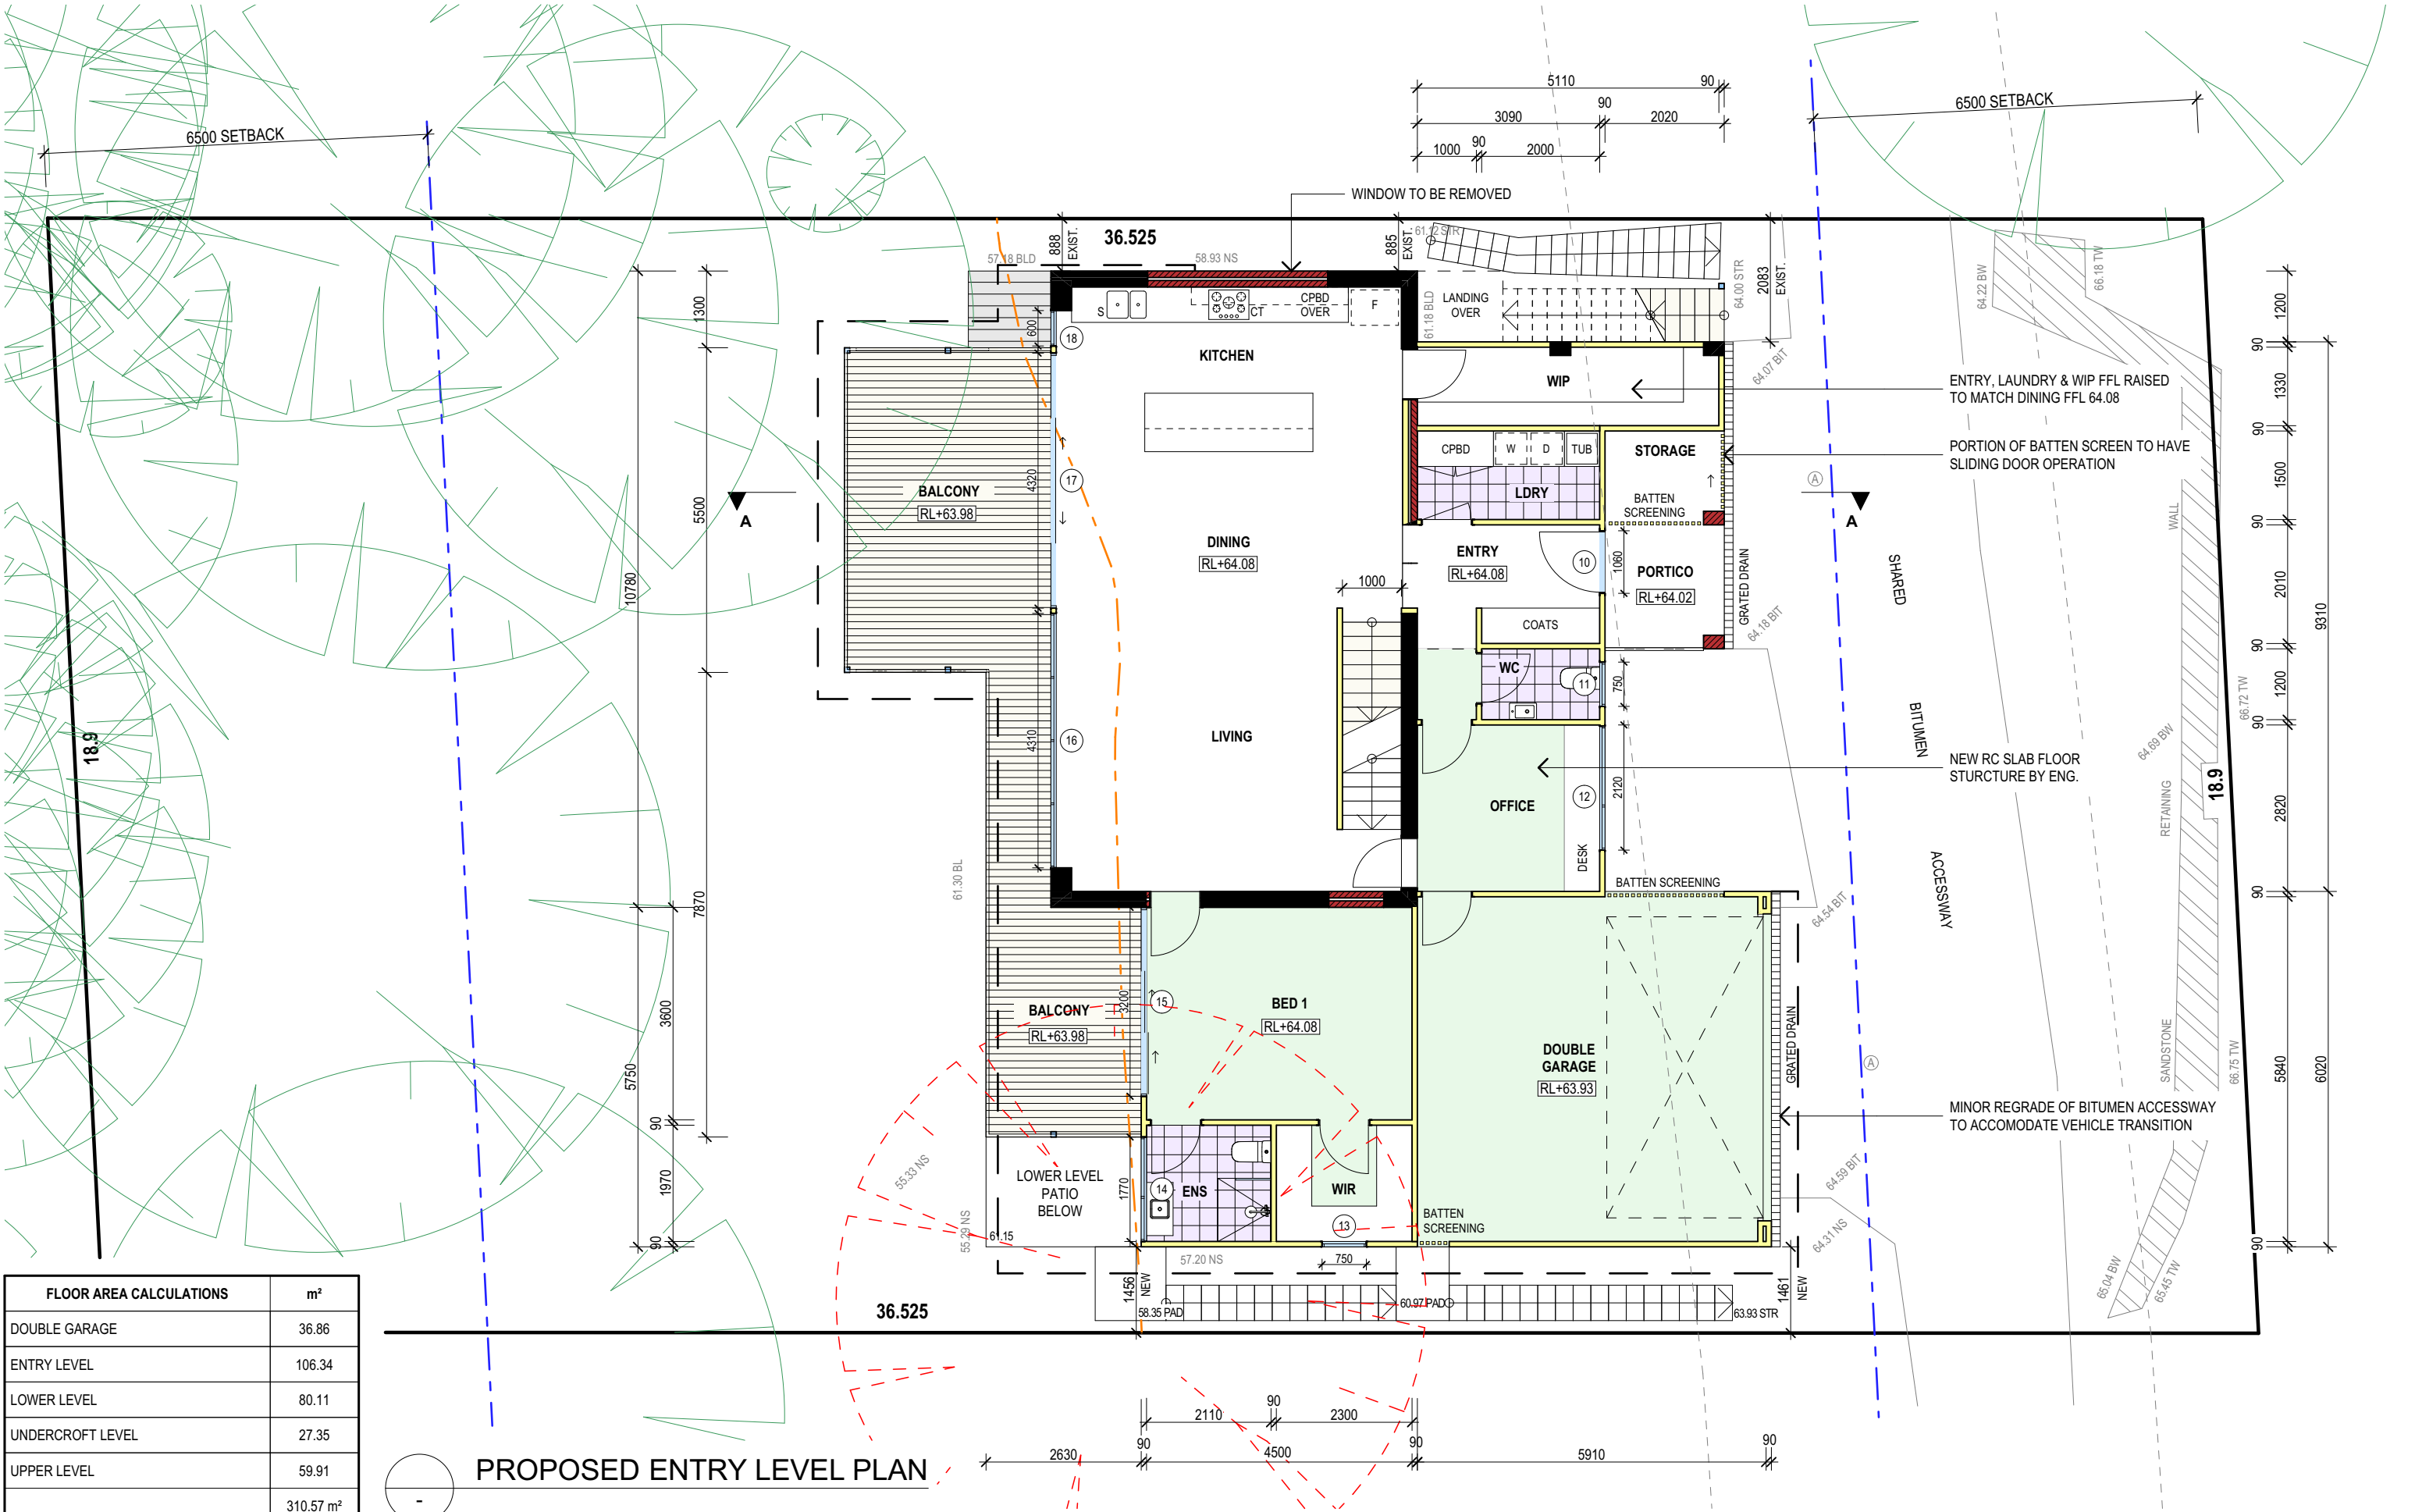 5110
90
90
3090
2020
90
1000
2000
6500 SETBACK
6500 SETBACK
WINDOW TO BE REMOVED
36.525
888
EXIST.
885
EXIST.
61.12 STR
2083
EXIST.
57.18 BLD
58.93 NS
61.18 BLD
64.00 STR
64.22 BW
66.18 TW
LANDING
OVER
S
CT
CPBD
OVER
F
600
18
KITCHEN
WIP
64.07 BIT
ENTRY, LAUNDRY & WIP FFL RAISED
TO MATCH DINING FFL 64.08
CPBD
W
D
TUB
STORAGE
PORTION OF BATTEN SCREEN TO HAVE
SLIDING DOOR OPERATION
BALCONY
RL+63.98
4320
17
LDRY
BATTEN
SCREENING
A
A
A
WALL
DINING
RL+64.08
ENTRY
RL+64.08
10
1060
PORTICO
RL+64.02
GRATED DRAIN
SHARED
1000
COATS
64.18 BIT
WC
11
750
66.72 TW
64.69 BW
BITUMEN
18.9
4310
16
LIVING
OFFICE
12
2120
DESK
NEW RC SLAB FLOOR
STURCTURE BY ENG.
RETAINING
18.9
61.30 BL
BATTEN SCREENING
64.54 BIT
ACCESSWAY
BALCONY
RL+63.98
3200
15
BED 1
RL+64.08
DOUBLE
GARAGE
RL+63.93
GRATED DRAIN
A
SANDSTONE
66.75 TW
MINOR REGRADE OF BITUMEN ACCESSWAY
TO ACCOMODATE VEHICLE TRANSITION
55.33 NS
LOWER LEVEL
PATIO
BELOW
1770
14
ENS
WIR
13
BATTEN
SCREENING
64.59 BIT
64.31 NS
55.29 NS
61.15
57.20 NS
750
1456
NEW
58.35 PAD
60.97 PAD
63.93 STR
1461
NEW
65.04 BW
65.45 TW
36.525
1300
5500
10780
7870
3600
5750
90
1970
90
1200
90
1330
90
1500
90
2010
9310
90
1200
90
2820
90
5840
6020
90
90
2110
2300
2630
90
4500
90
5910
90
FLOOR AREA CALCULATIONS m²
DOUBLE GARAGE 36.86
ENTRY LEVEL 106.34
LOWER LEVEL 80.11
UNDERCROFT LEVEL 27.35
UPPER LEVEL 59.91
310.57 m²
PROPOSED ENTRY LEVEL PLAN
-